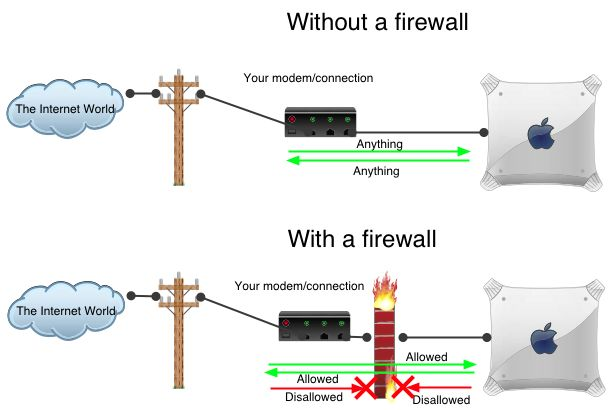 Without a firewall
Your modem/connection
The Internet World
Anything
Anything
With a firewall
Your modem/connection
The Internet World
Allowed
Allowed
Disallowed
Disallowed